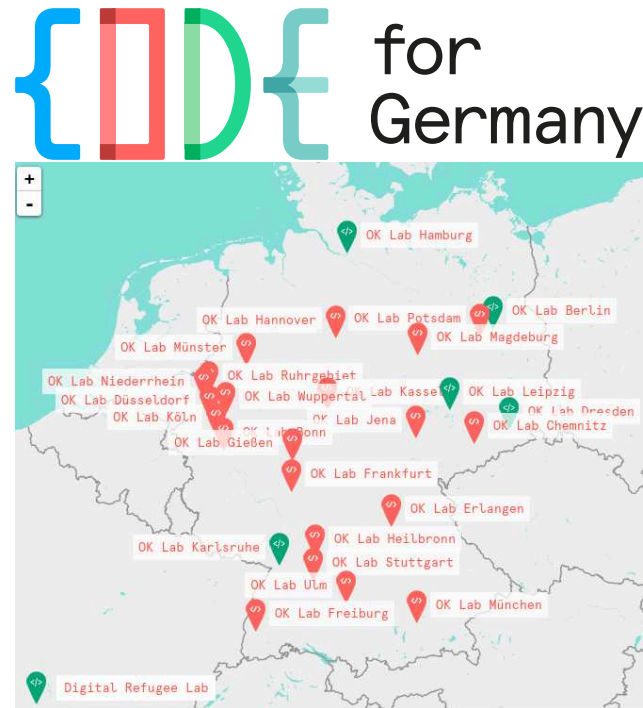 {CODE
for
Germany
+
-
OK Lab Hamburg
OK Lab Berlin
OK Lab Hannover
OK Lab Potsdam
OK Lab Magdeburg
OK Lab Münster
OK Lab Niederrhein
OK Lab Ruhrgebiet
OK Lab Düsseldorf
OK Lab Wuppertal
OK Lab Kassel
OK Lab Leipzig
OK Lab Köln
OK Lab Jena
OK Lab Dresden
OK Lab Chemnitz
OK Lab Gießen
OK Lab Bonn
OK Lab Frankfurt
OK Lab Erlangen
OK Lab Heilbronn
OK Lab Karlsruhe
OK Lab Stuttgart
OK Lab Ulm
OK Lab Freiburg
OK Lab München
Digital Refugee Lab